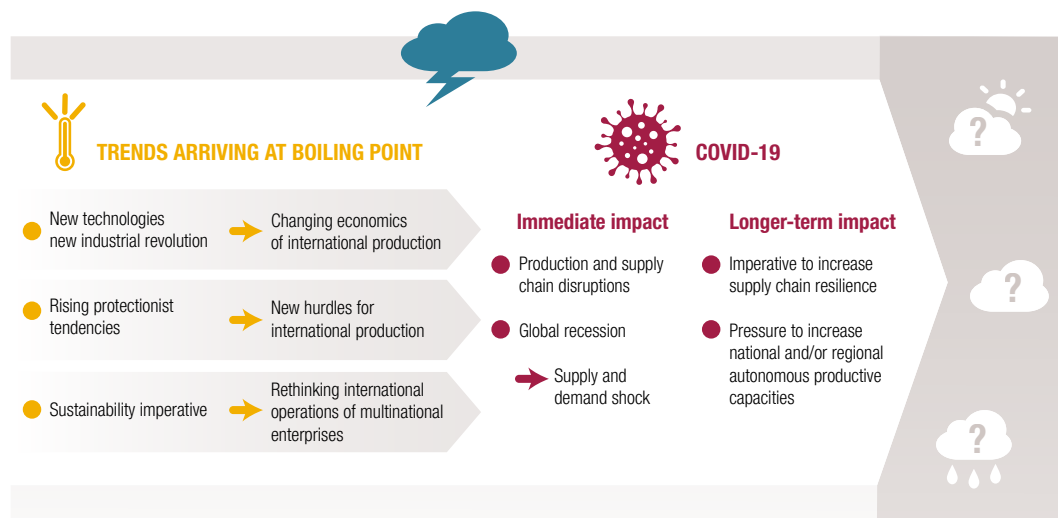 TRENDS ARRIVING AT BOILING POINT
New technologies
new industrial revolution
Changing economics
of international production
Rising protectionist
tendencies
New hurdles for
international production
Sustainability imperative
Rethinking international
operations of multinational
enterprises
COVID-19
Immediate impact
Production and supply
chain disruptions
Global recession
Supply and
demand shock
Longer-term impact
Imperative to increase
supply chain resilience
Pressure to increase
national and/or regional
autonomous productive
capacities
?
?
?